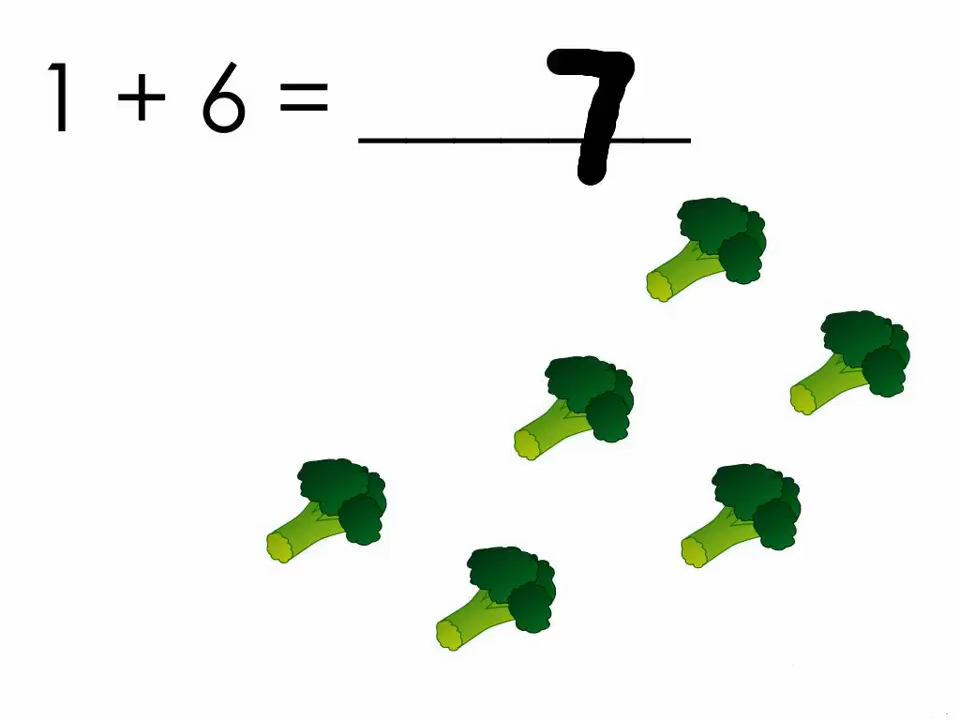 1 + 6 = 7